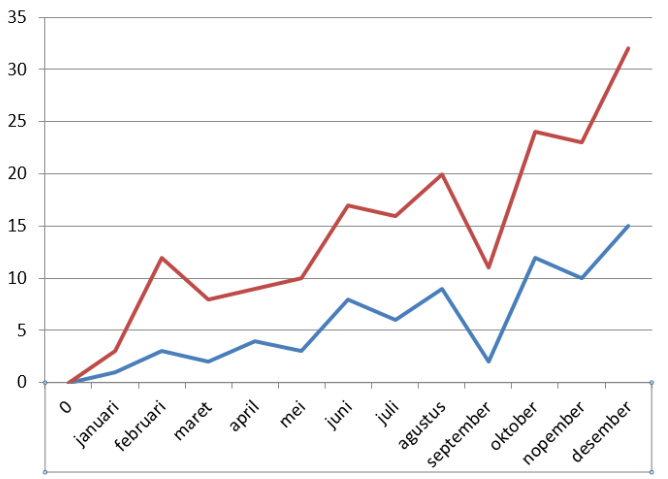 35
30
25
20
15
10
5
0
0
januari
februari
maret
april
mei
juni
juli
agustus
september
oktober
nopember
desember